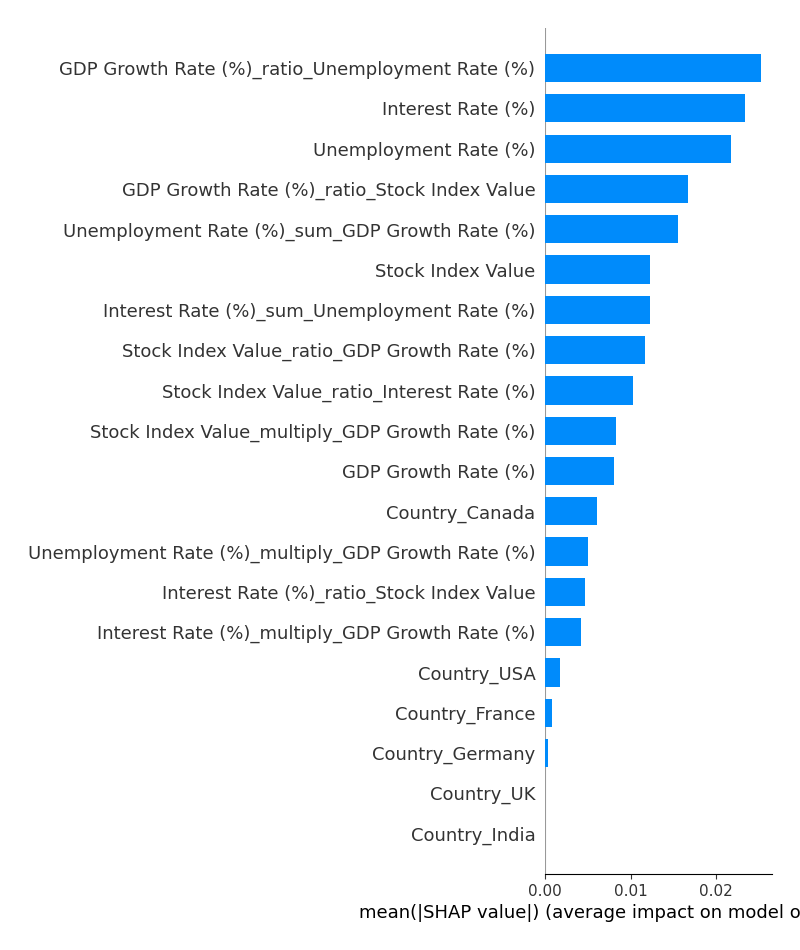 GDP Growth Rate (%)_ratio_Unemployment Rate (%)
Interest Rate (%)
Unemployment Rate (%)
GDP Growth Rate (%)_ratio_Stock Index Value
Unemployment Rate (%)_sum_GDP Growth Rate (%)
Stock Index Value
Interest Rate (%)_sum_Unemployment Rate (%)
Stock Index Value_ratio_GDP Growth Rate (%)
Stock Index Value_ratio_Interest Rate (%)
Stock Index Value_multiply_GDP Growth Rate (%)
GDP Growth Rate (%)
Country_Canada
Unemployment Rate (%)_multiply_GDP Growth Rate (%)
Interest Rate (%)_ratio_Stock Index Value
Interest Rate (%)_multiply_GDP Growth Rate (%)
Country_USA
Country_France
Country_Germany
Country_UK
Country_India
0.00 0.01 0.02
mean(|SHAP value|) (average impact on model o